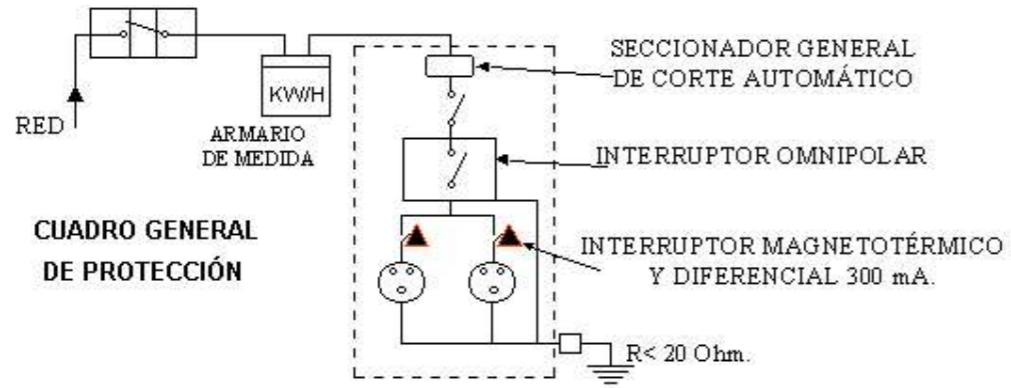 RED
KW/H
ARMARIO
DE MEDIDA
SECCIONADOR GENERAL
DE CORTE AUTOMÁTICO
INTERRUPTOR OMNIPOLAR
CUADRO GENERAL
DE PROTECCIÓN
INTERRUPTOR MAGNETOTÉRMICO
Y DIFERENCIAL 300 mA.
R< 20 Ohm.